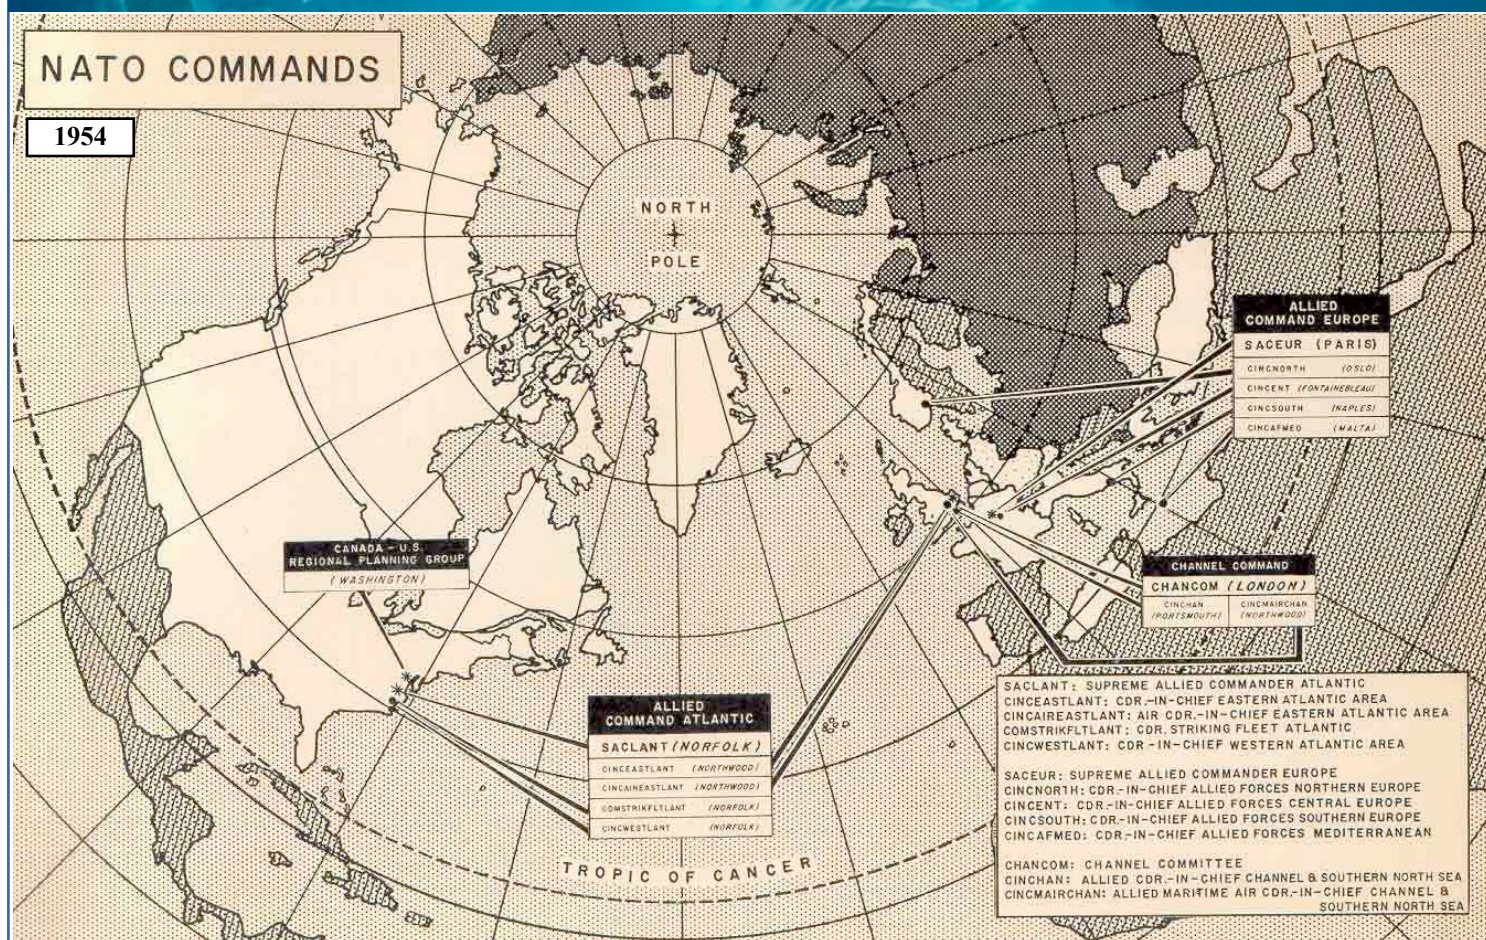 NATO COMMANDS
1954
NORTH
POLE
ALLIED
COMMAND EUROPE
SACEUR (PARIS)
CINCNORTH (OSLO)
CINCENT (FONTAINEBLEAU)
CINCSOUTH (NAPLES)
CINCAFMED (MALTA)
CANADA-U.S.
REGIONAL PLANNING GROUP
(WASHINGTON)
CHANNEL COMMAND
CHANCOM (LONDON)
CINCHAN (PORTSMOUTH)
CINCMAIRCHAN (NORTHWOOD)
ALLIED
COMMAND ATLANTIC
SACLANT (NORFOLK)
CINCEASTLANT (NORTHWOOD)
CINCAIREASTLANT (NORTHWOOD)
COMSTRIKFLTLANT (NORFOLK)
CINCWESTLANT (NORFOLK)
TROPIC OF CANCER
SACLANT: SUPREME ALLIED COMMANDER ATLANTIC
CINCEASTLANT: CDR.-IN-CHIEF EASTERN ATLANTIC AREA
CINCAIREASTLANT: AIR CDR.-IN-CHIEF EASTERN ATLANTIC AREA
COMSTRIKFLTLANT: CDR. STRIKING FLEET ATLANTIC
CINCWESTLANT: CDR.-IN-CHIEF WESTERN ATLANTIC AREA
SACEUR: SUPREME ALLIED COMMANDER EUROPE
CINCNORTH: CDR.-IN-CHIEF ALLIED FORCES NORTHERN EUROPE
CINCENT: CDR.-IN-CHIEF ALLIED FORCES CENTRAL EUROPE
CINCSOUTH: CDR.-IN-CHIEF ALLIED FORCES SOUTHERN EUROPE
CINCAFMED: CDR.-IN-CHIEF ALLIED FORCES MEDITERRANEAN
CHANCOM: CHANNEL COMMITTEE
CINCHAN: ALLIED CDR.-IN-CHIEF CHANNEL & SOUTHERN NORTH SEA
CINCMAIRCHAN: ALLIED MARITIME AIR CDR.-IN-CHIEF CHANNEL &
SOUTHERN NORTH SEA